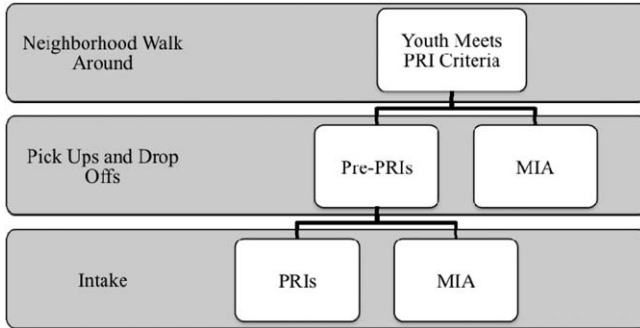 Neighborhood Walk
Around
Youth Meets
PRI Criteria
Pick Ups and Drop
Offs
Pre-PRIs
MIA
Intake
PRIs
MIA